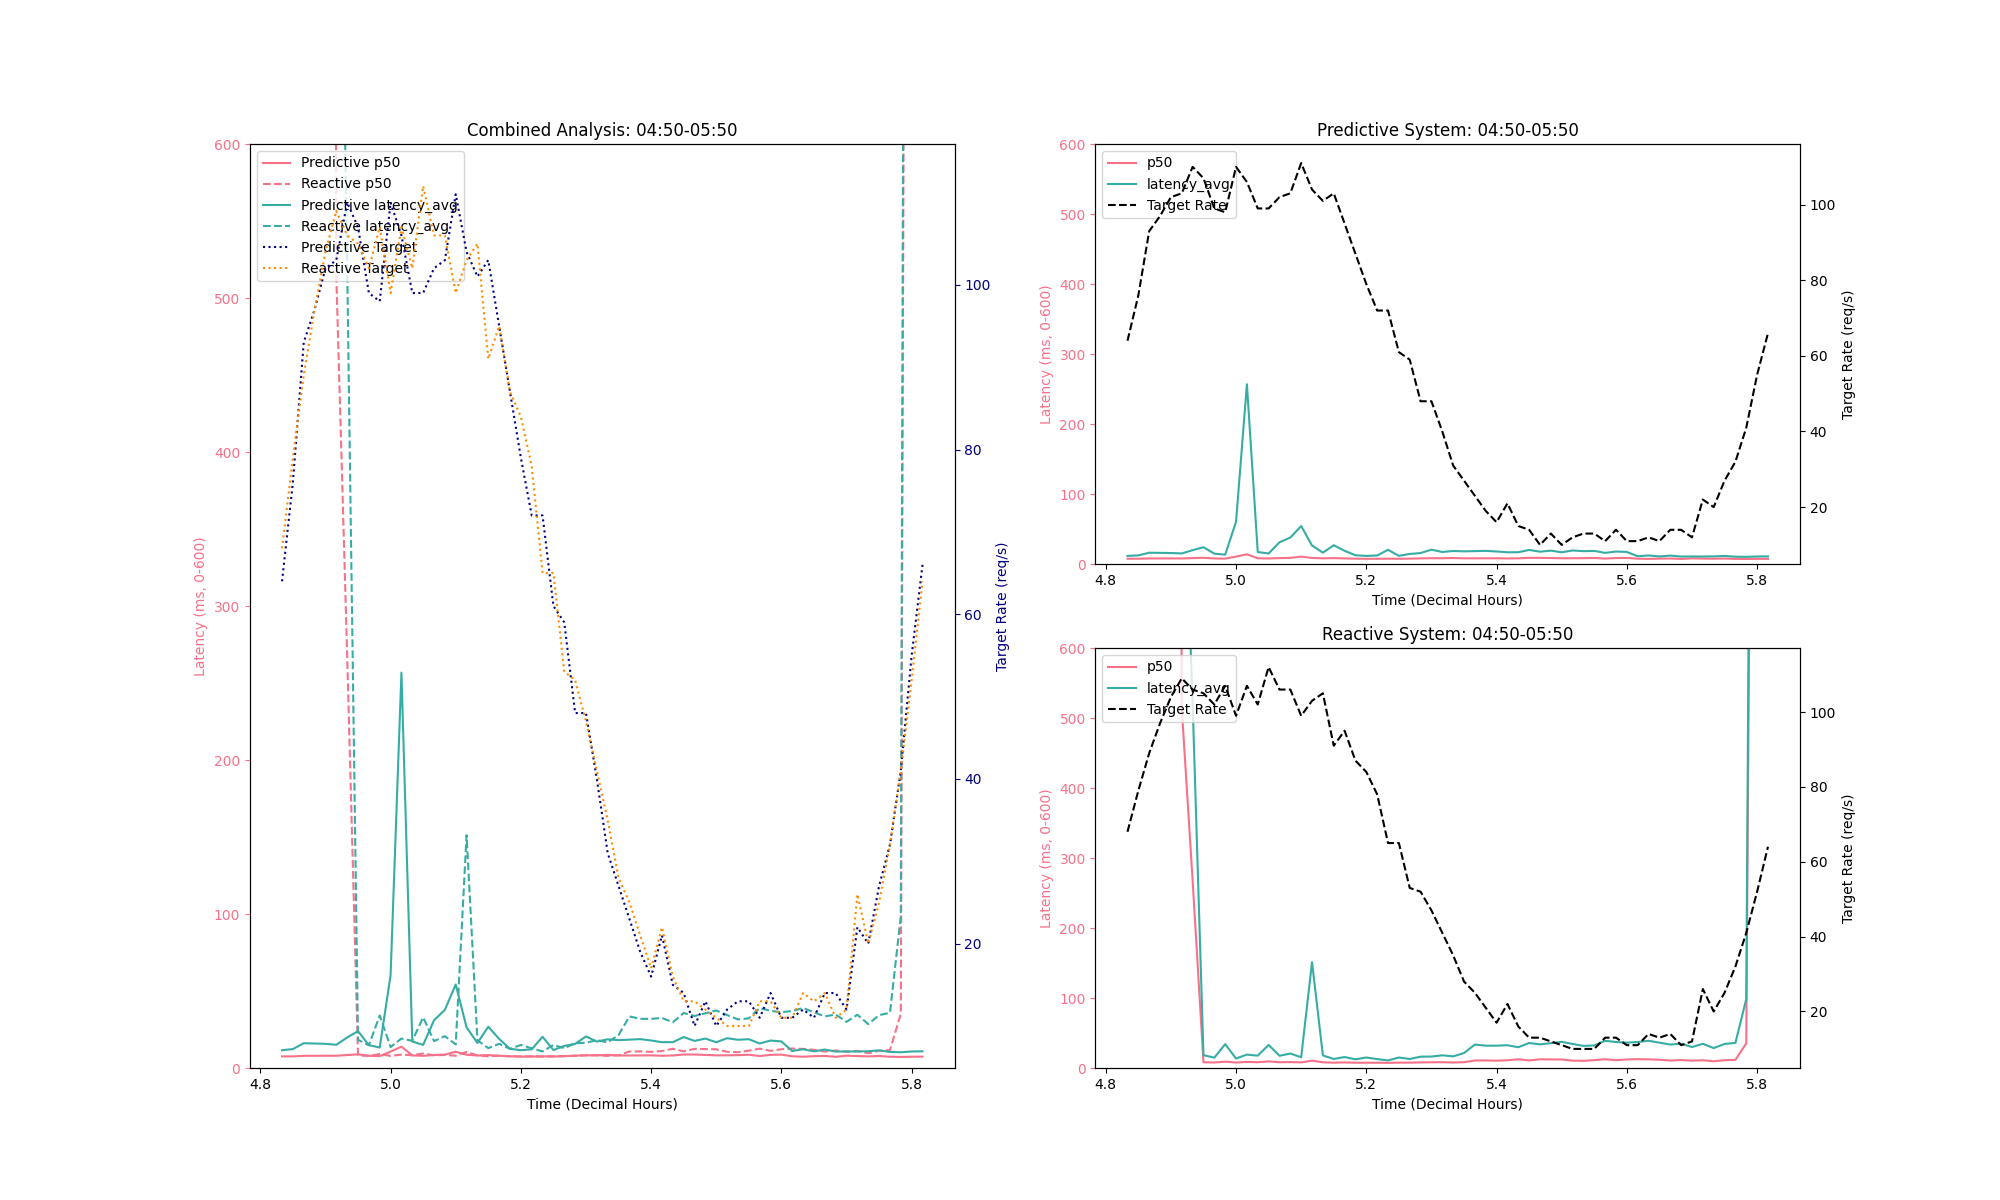 Combined Analysis: 04:50-05:50
600
500
400
300
200
100
0
Latency (ms, 0-600)
Predictive p50
Reactive p50
Predictive latency_avg
Reactive latency_avg
Predictive Target
Reactive Target
100
80
60
40
20
Target Rate (req/s)
4.8 5.0 5.2 5.4 5.6 5.8
Time (Decimal Hours)
Predictive System: 04:50-05:50
600
500
400
300
200
100
0
Latency (ms, 0-600)
p50
latency_avg
Target Rate
100
80
60
40
20
Target Rate (req/s)
4.8 5.0 5.2 5.4 5.6 5.8
Time (Decimal Hours)
Reactive System: 04:50-05:50
600
500
400
300
200
100
0
Latency (ms, 0-600)
p50
latency_avg
Target Rate
100
80
60
40
20
Target Rate (req/s)
4.8 5.0 5.2 5.4 5.6 5.8
Time (Decimal Hours)